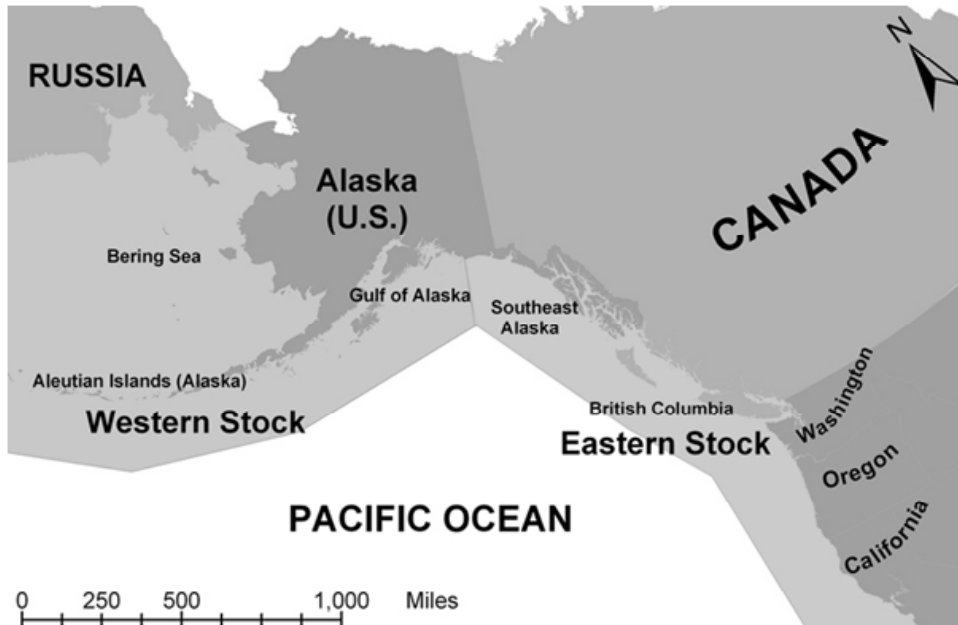 N
RUSSIA
CANADA
Alaska
(U.S.)
Bering Sea
Gulf of Alaska
Southeast
Alaska
Aleutian Islands (Alaska)
Western Stock
British Columbia
Eastern Stock
Washington
Oregon
California
PACIFIC OCEAN
0 250 500 1,000 Miles